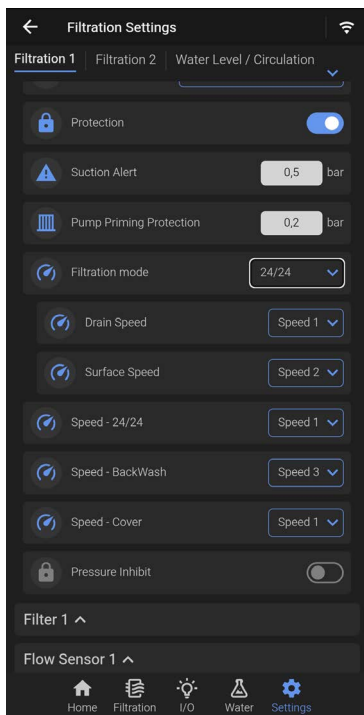 Filtration Settings
Filtration 1 Filtration 2 Water Level / Circulation
Protection
Suction Alert 0,5 bar
Pump Priming Protection 0,2 bar
Filtration mode 24/24
Drain Speed Speed 1
Surface Speed Speed 2
Speed - 24/24 Speed 1
Speed - BackWash Speed 3
Speed - Cover Speed 1
Pressure Inhibit
Filter 1
Flow Sensor 1
Home Filtration I/O Water Settings